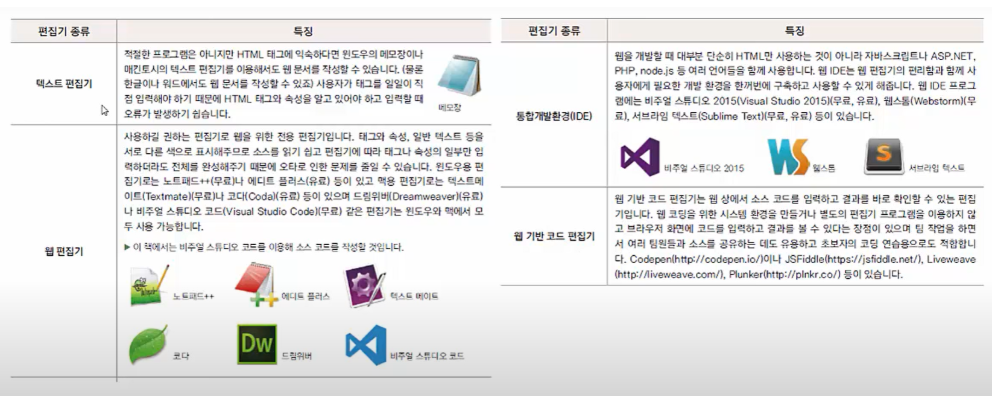 편집기 종류 특징
텍스트 편집기
적절한 프로그램은 아니지만 HTML 태그에 익숙하다면 윈도우의 메모장이나
매킨토시의 텍스트 편집기를 이용해서도 웹 문서를 작성할 수 있습니다. (물론
한글이나 워드에서도 웹 문서를 작성할 수 있죠) 사용자가 태그를 일일이 직
접 입력해야 하기 때문에 HTML 태그와 속성을 알고 있어야 하고 입력할 때
오류가 발생하기 쉽습니다.
메모장
웹 편집기
사용하길 권하는 편집기로 웹을 위한 전용 편집기입니다. 태그와 속성, 일반 텍스트 등을
서로 다른 색으로 표시해주므로 소스를 읽기 쉽고 편집기에 따라 태그나 속성의 일부만 입
력하더라도 전체를 완성해주기 때문에 오타로 인한 문제를 줄일 수 있습니다. 윈도우용 편
집기로는 노트패드++(무료)나 에디트 플러스(유료) 등이 있고 맥용 편집기로는 텍스트메
이트(Textmate)(무료)나 코다(Coda)(유료) 등이 있으며 드림위버(Dreamweaver)(유료)
나 비주얼 스튜디오 코드(Visual Studio Code)(무료) 같은 편집기는 윈도우와 맥에서 모
두 사용 가능합니다.
▶ 이 책에서는 비주얼 스튜디오 코드를 이용해 소스 코드를 작성할 것입니다.
노트패드++ 에디트 플러스 텍스트 메이트
코다 Dw 드림위버 비주얼 스튜디오 코드
편집기 종류 특징
통합개발환경(IDE)
웹을 개발할 때 대부분 단순히 HTML만 사용하는 것이 아니라 자바스크립트나 ASP.NET,
PHP, node.js 등 여러 언어들을 함께 사용합니다. 웹 IDE는 웹 편집기의 편리함과 함께 사
용자에게 필요한 개발 환경을 한꺼번에 구축하고 사용할 수 있게 해줍니다. 웹 IDE 프로그
램에는 비주얼 스튜디오 2015(Visual Studio 2015)(무료, 유료), 웹스톰(Webstorm)(무
료), 서브라임 텍스트(Sublime Text)(무료, 유료) 등이 있습니다.
비주얼 스튜디오 2015 WS 웹스톰 S 서브라임 텍스트
웹 기반 코드 편집기
웹 기반 코드 편집기는 웹 상에서 소스 코드를 입력하고 결과를 바로 확인할 수 있는 편집
기입니다. 웹 코딩을 위한 시스템 환경을 만들거나 별도의 편집기 프로그램을 이용하지 않
고 브라우저 화면에 코드를 입력하고 결과를 볼 수 있다는 장점이 있으며 팀 작업을 하면
서 여러 팀원들과 소스를 공유하는 데도 유용하고 초보자의 코딩 연습용으로도 적합합니
다. Codepen(http://codepen.io/)이나 JSFiddle(https://jsfiddle.net/), Liveweave
(http://liveweave.com/), Plunker(http://plnkr.co/) 등이 있습니다.